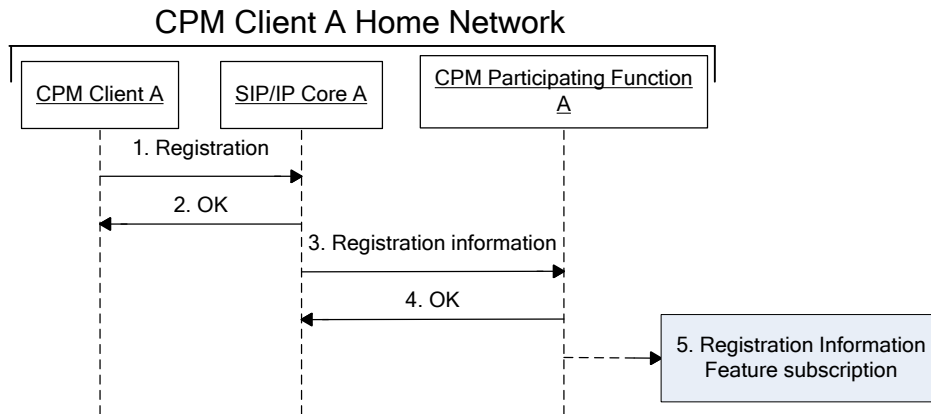 CPM Client A Home Network
CPM Client A
SIP/IP Core A
CPM Participating Function
A
1. Registration
2. OK
3. Registration information
4. OK
5. Registration Information
Feature subscription